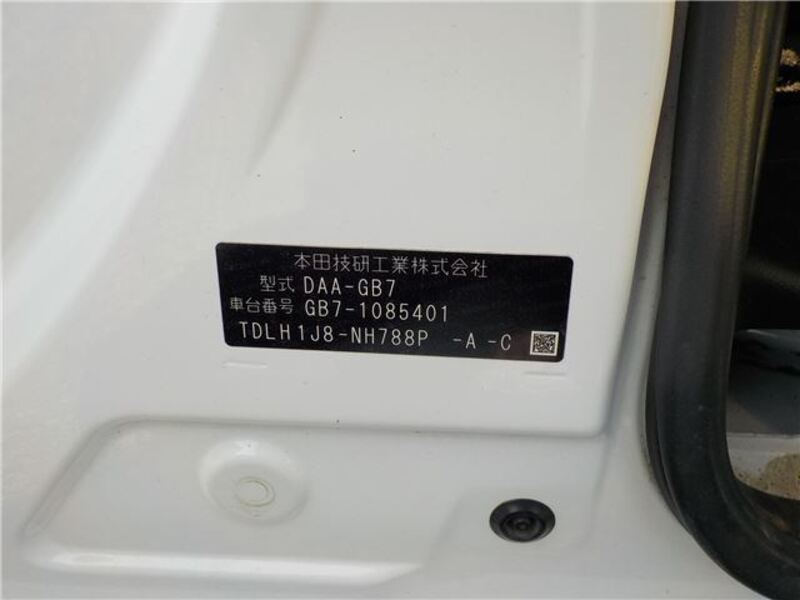 本田技研工業株式会社
型式 DAA-GB7
車台番号 GB7-1085401
TDLH1J8-NH788P -A -C